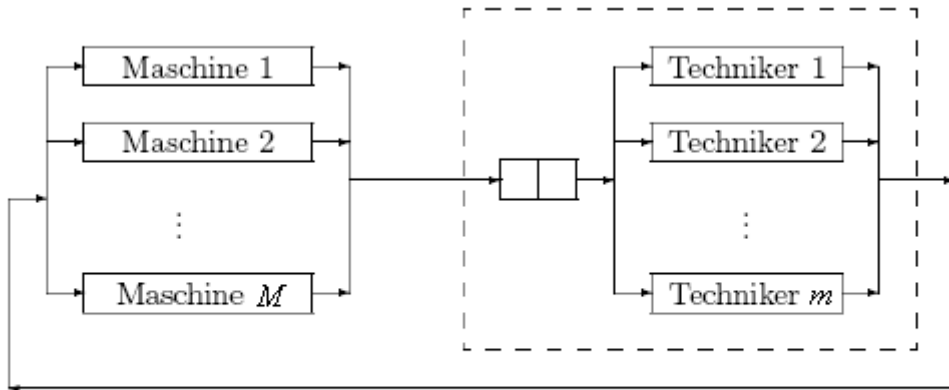 Maschine 1
Maschine 2
⋮
Maschine M
Techniker 1
Techniker 2
⋮
Techniker m